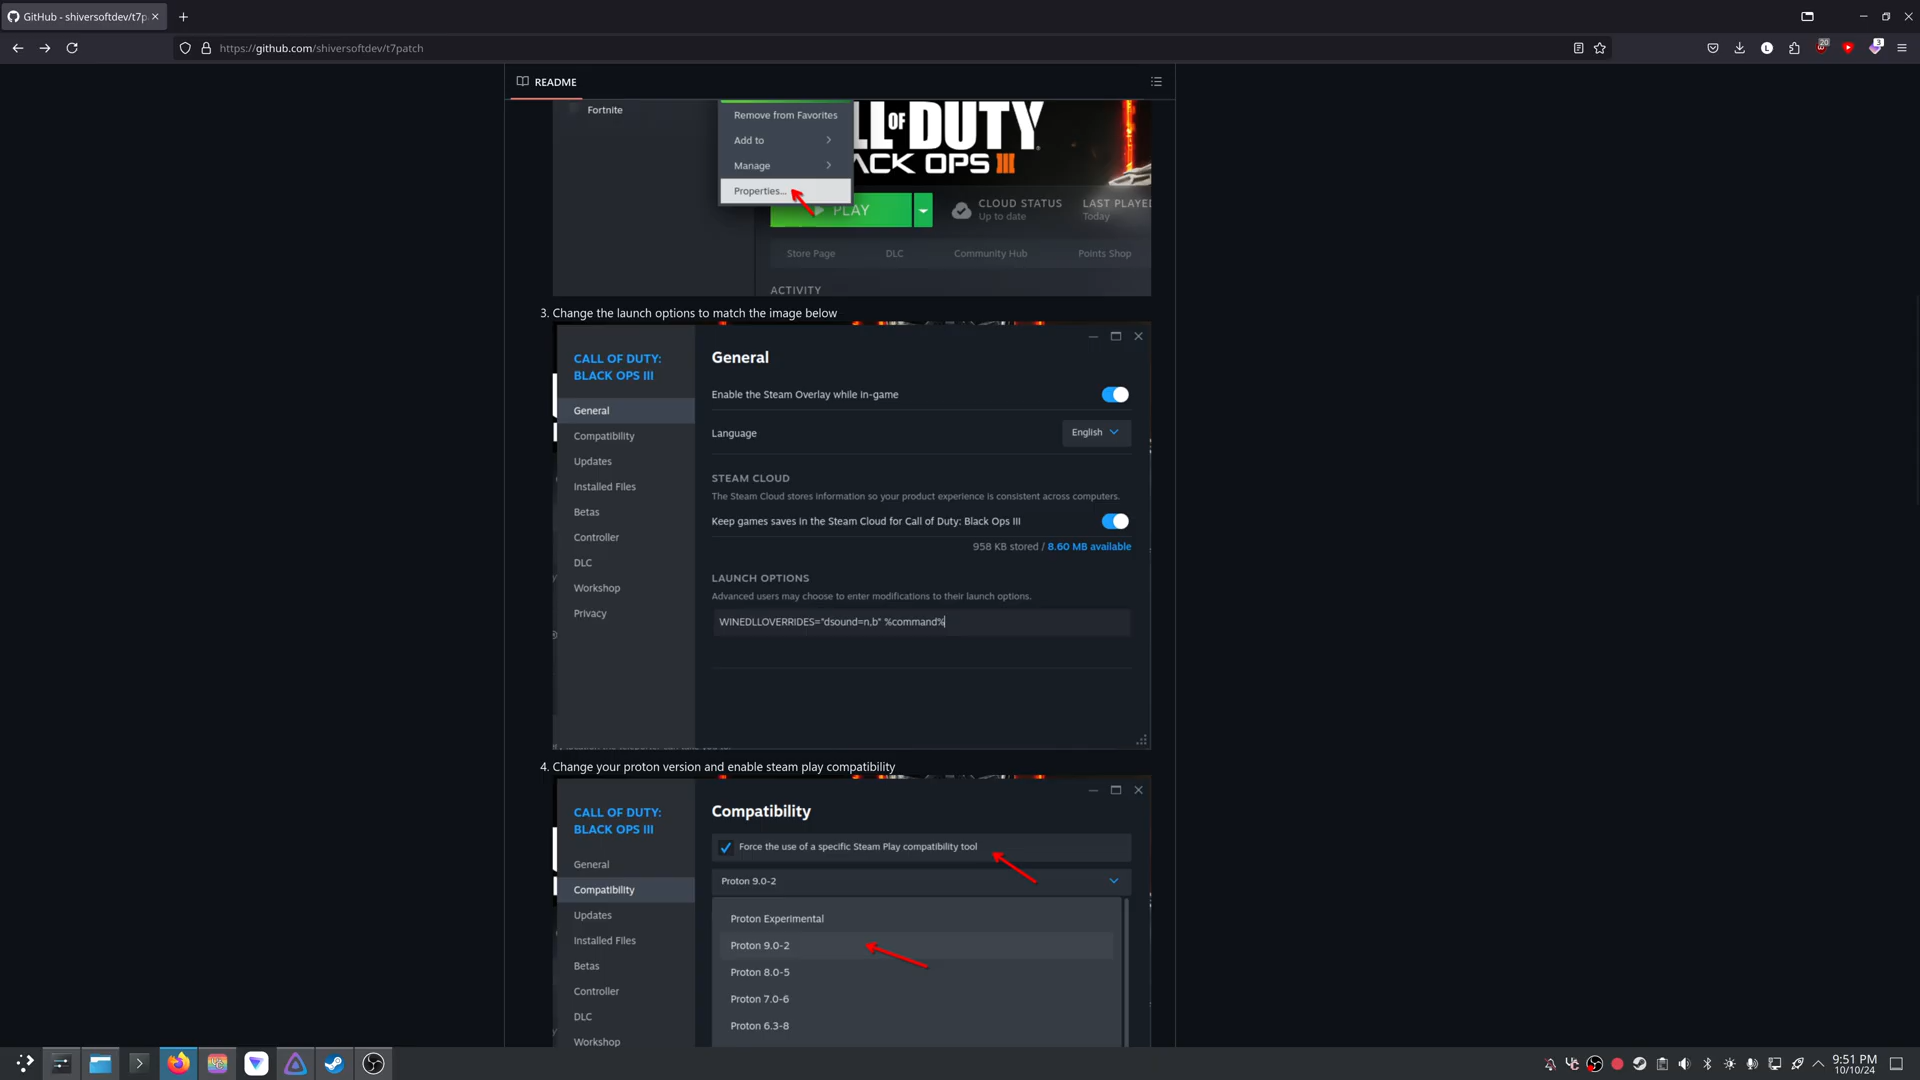 GitHub - shiversoftdev/t7p
https://github.com/shiversoftdev/t7patch
20
3
README
Fortnite
Remove from Favorites
Add to
Manage
Properties...
CALL OF DUTY
BLACK OPS III
PLAY
CLOUD STATUS
Up to date
LAST PLAYED
Today
Store Page
DLC
Community Hub
Points Shop
ACTIVITY
3. Change the launch options to match the image below
CALL OF DUTY:
BLACK OPS III
General
Compatibility
Updates
Installed Files
Betas
Controller
DLC
Workshop
Privacy
General
Enable the Steam Overlay while in-game
Language
English
STEAM CLOUD
The Steam Cloud stores information so your product experience is consistent across computers.
Keep games saves in the Steam Cloud for Call of Duty: Black Ops III
958 KB stored / 8.60 MB available
LAUNCH OPTIONS
Advanced users may choose to enter modifications to their launch options.
WINEDLLOVERRIDES="dsound=n,b" %command%
4. Change your proton version and enable steam play compatibility
CALL OF DUTY:
BLACK OPS III
General
Compatibility
Updates
Installed Files
Betas
Controller
DLC
Workshop
Compatibility
Force the use of a specific Steam Play compatibility tool
Proton 9.0-2
Proton Experimental
Proton 9.0-2
Proton 8.0-5
Proton 7.0-6
Proton 6.3-8
9:51 PM
10/10/24